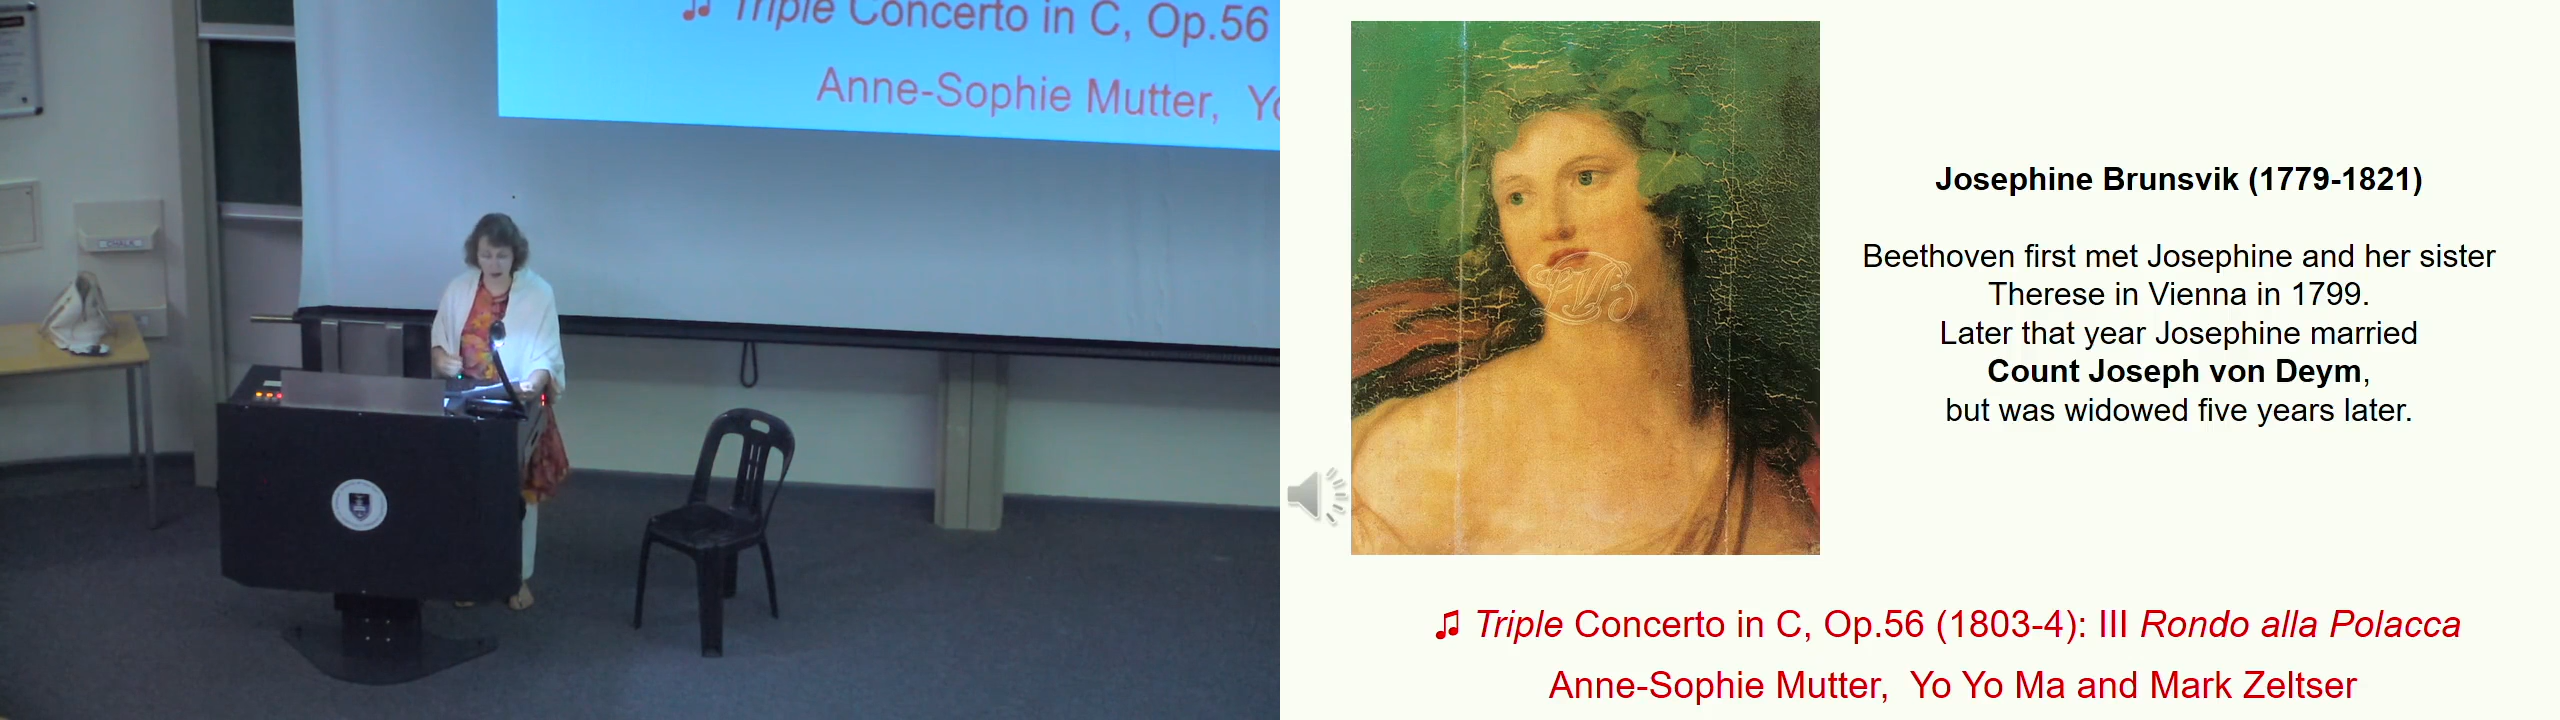 ♫ Triple Concerto in C, Op.56
Anne-Sophie Mutter, Yo
CHALK
Josephine Brunsvik (1779-1821)
Beethoven first met Josephine and her sister
Therese in Vienna in 1799.
Later that year Josephine married
Count Joseph von Deym,
but was widowed five years later.
LVB
♫ Triple Concerto in C, Op.56 (1803-4): III Rondo alla Polacca
Anne-Sophie Mutter, Yo Yo Ma and Mark Zeltser